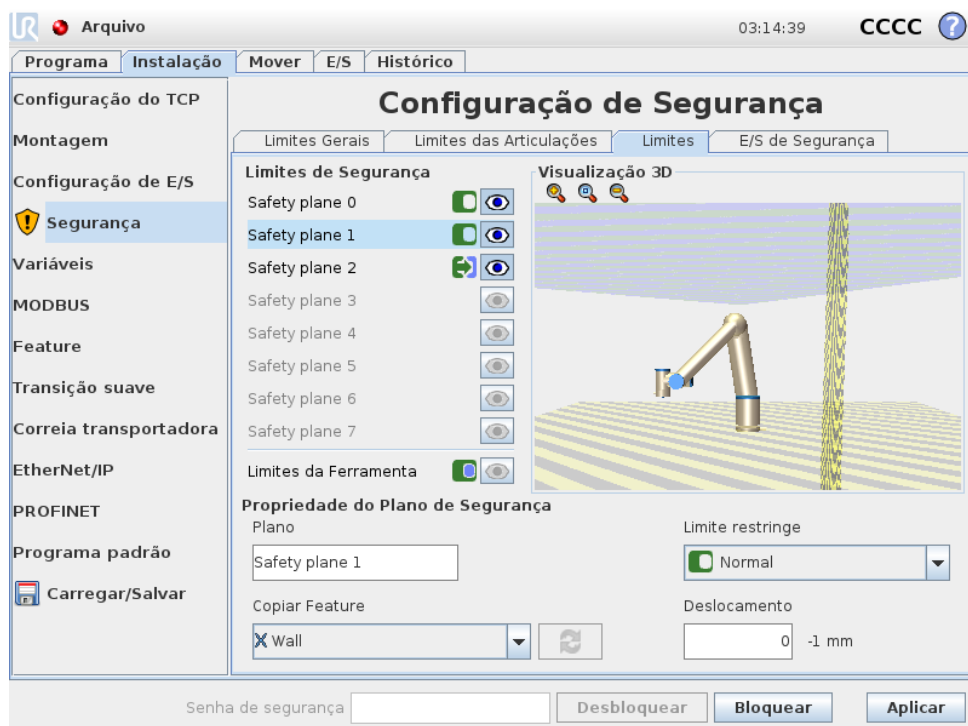 UR Arquivo 03:14:39 CCCC ?
Programa Instalação Mover E/S Histórico
Configuração do TCP
Montagem
Configuração de E/S
Segurança
Variáveis
MODBUS
Feature
Transição suave
Correia transportadora
EtherNet/IP
PROFINET
Programa padrão
Carregar/Salvar
Configuração de Segurança
Limites Gerais Limites das Articulações Limites E/S de Segurança
Limites de Segurança
Safety plane 0
Safety plane 1
Safety plane 2
Safety plane 3
Safety plane 4
Safety plane 5
Safety plane 6
Safety plane 7
Limites da Ferramenta
Visualização 3D
Propriedade do Plano de Segurança
Plano
Safety plane 1
Limite restringe
Normal
Copiar Feature
Wall
Deslocamento
0 -1 mm
Senha de segurança Desbloquear Bloquear Aplicar